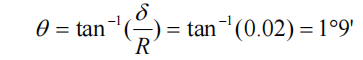 θ = tan⁻¹(δ/R) = tan⁻¹(0.02) = 1°9'